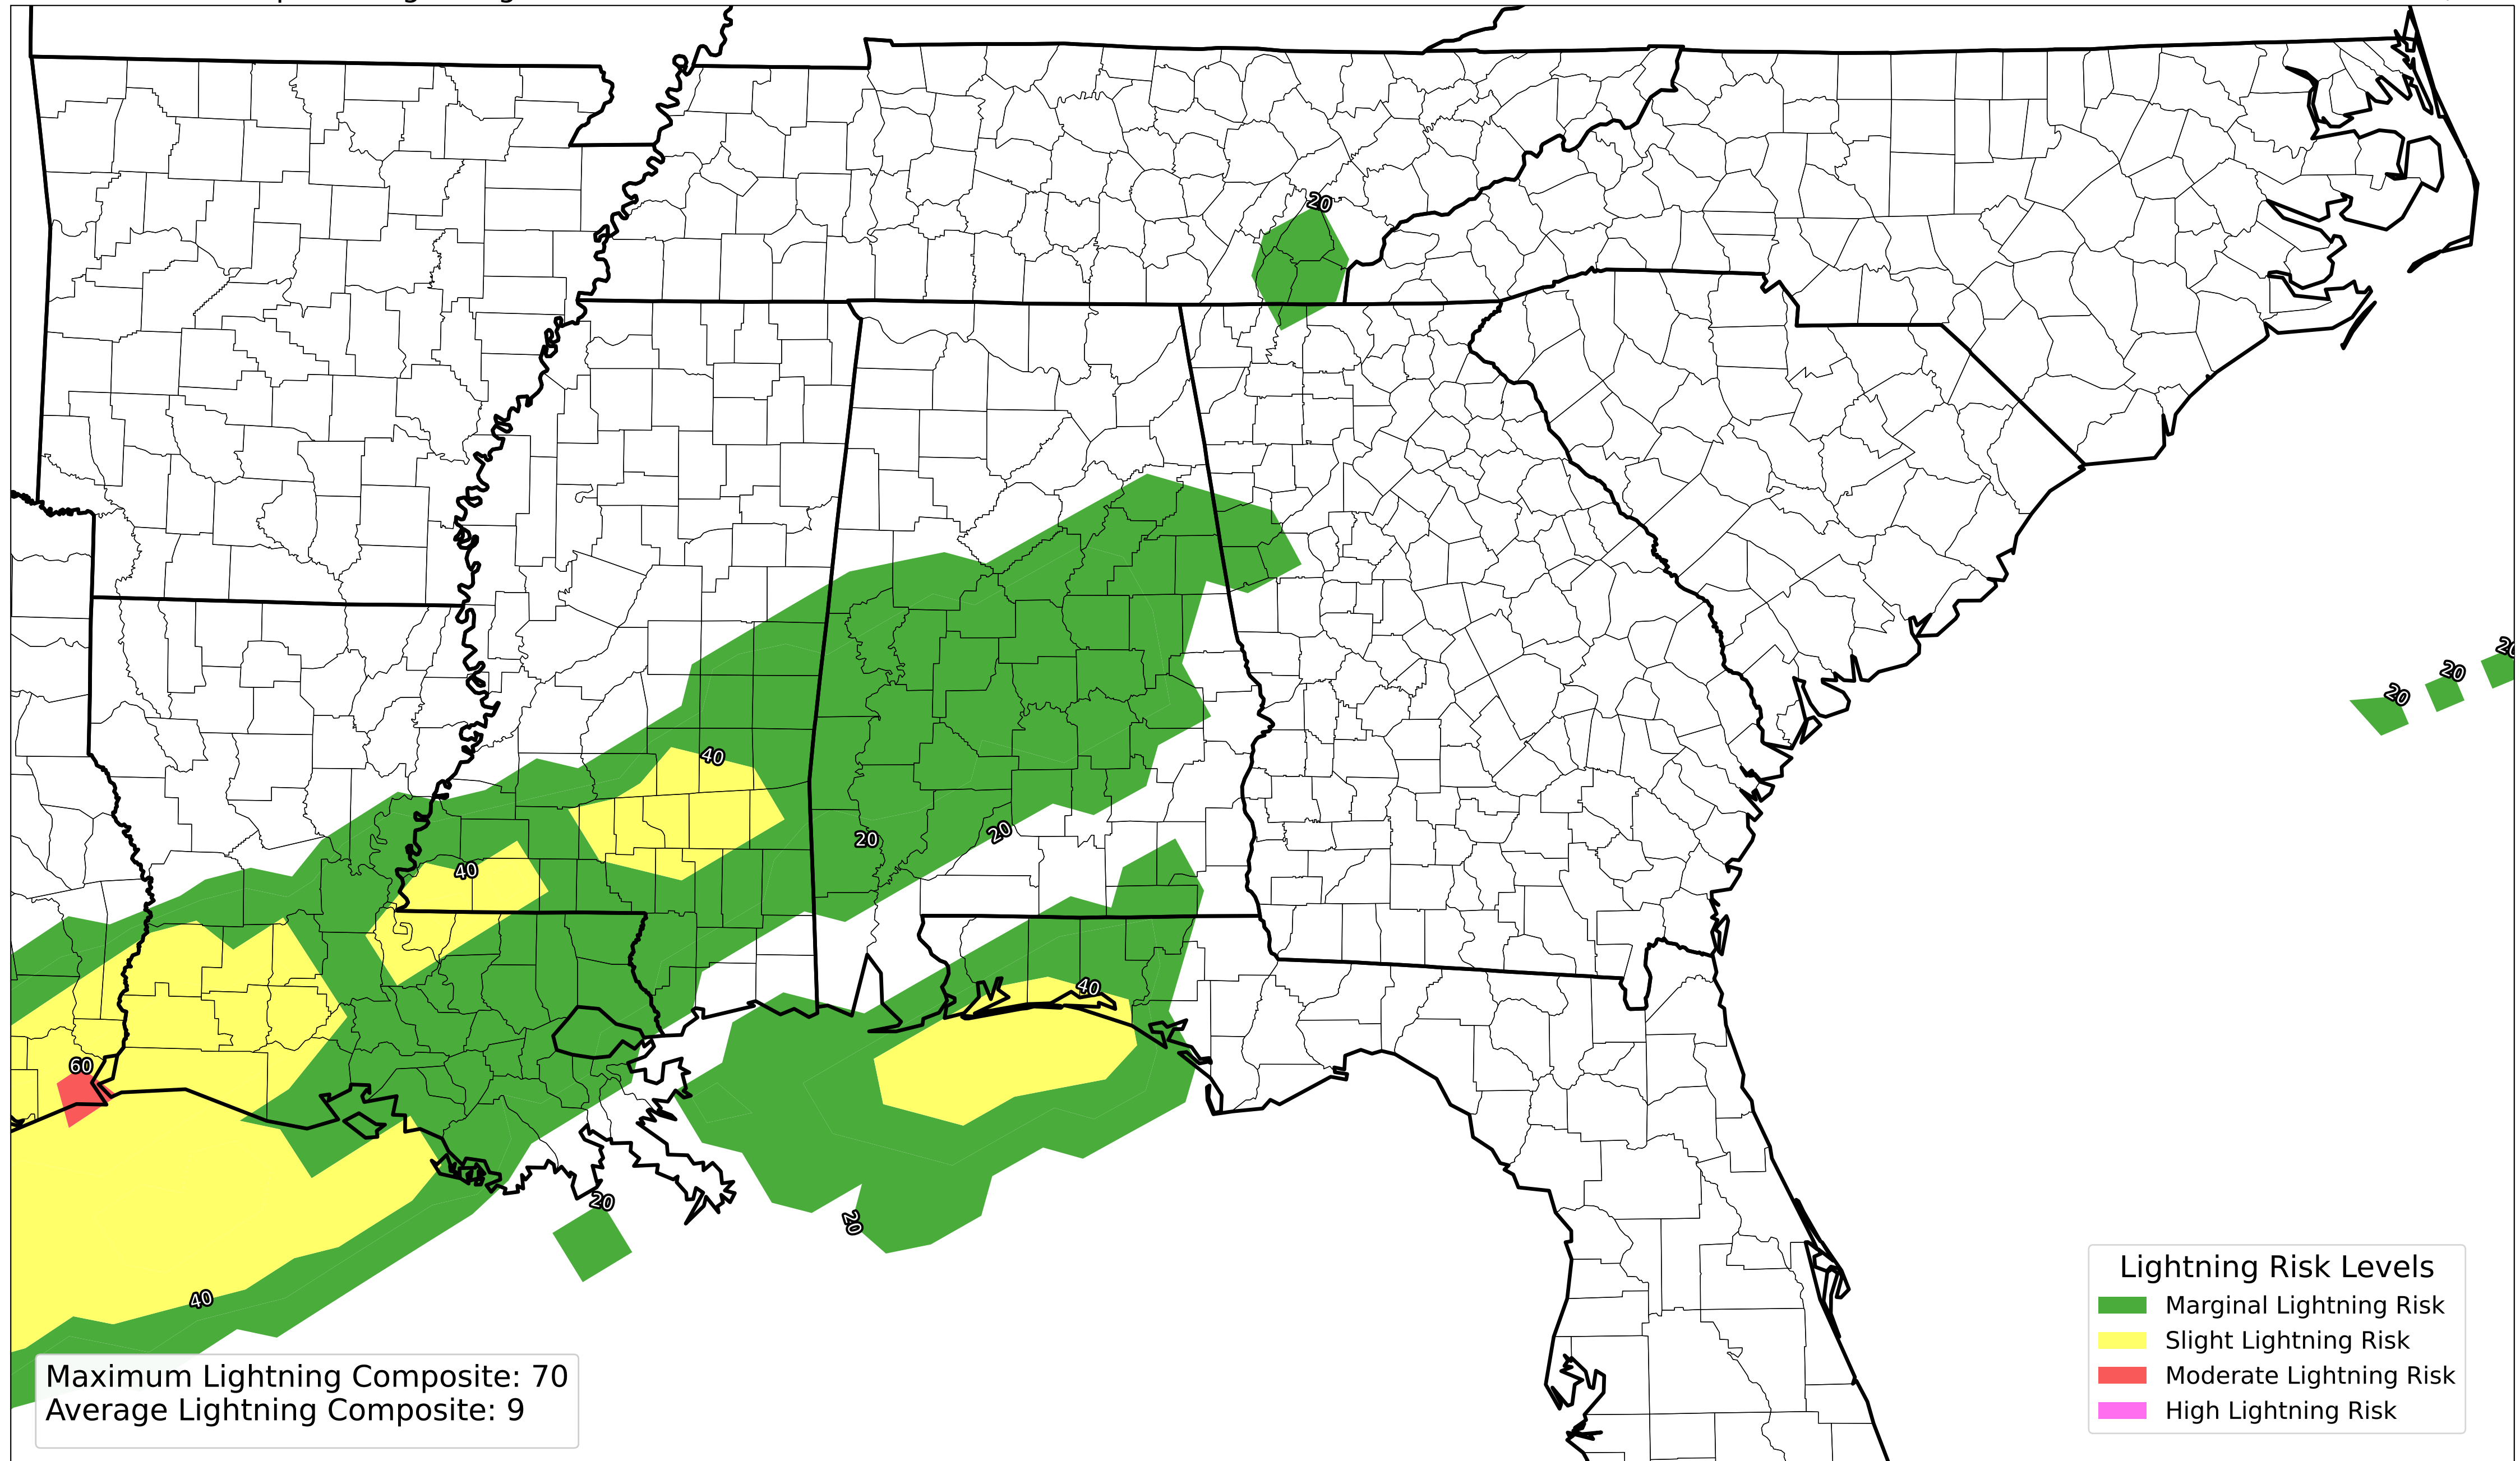 20
20
20
20
40
20
20
40
40
60
20
20
40
Maximum Lightning Composite: 70
Average Lightning Composite: 9
Lightning Risk Levels
Marginal Lightning Risk
Slight Lightning Risk
Moderate Lightning Risk
High Lightning Risk